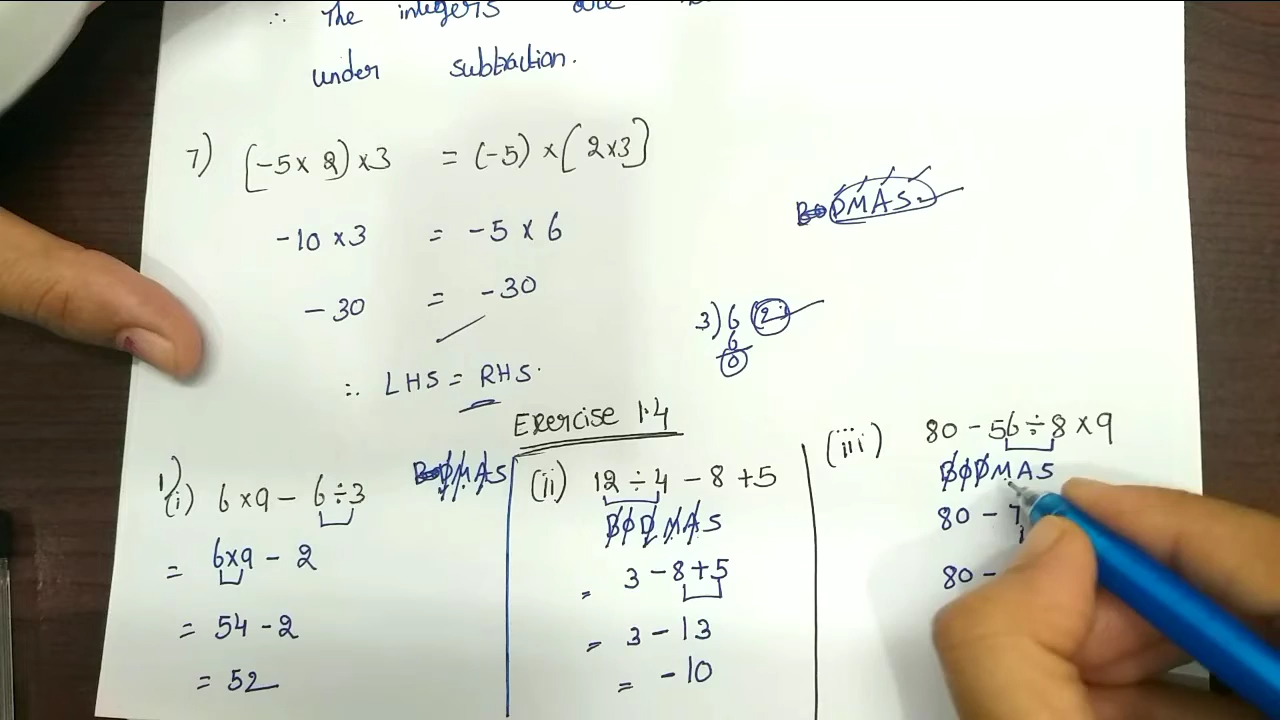 ∴ The integers are
under subtraction.
7) (-5 × 2) × 3 = (-5) × [2×3]
-10 × 3 = -5 × 6
-30 = -30
∴ LHS = RHS.
DMAS
3) 6 (2
6
0
Exercise 1.4
1)
(i) 6 × 9 - 6 ÷ 3
= 6×9 - 2
= 54 - 2
= 52
DMAS
(ii) 12 ÷ 4 - 8 + 5
BODMAS
= 3 - 8 + 5
= 3 - 13
= -10
(iii) 80 - 56 ÷ 8 × 9
BODMAS
80 - 7
80 -